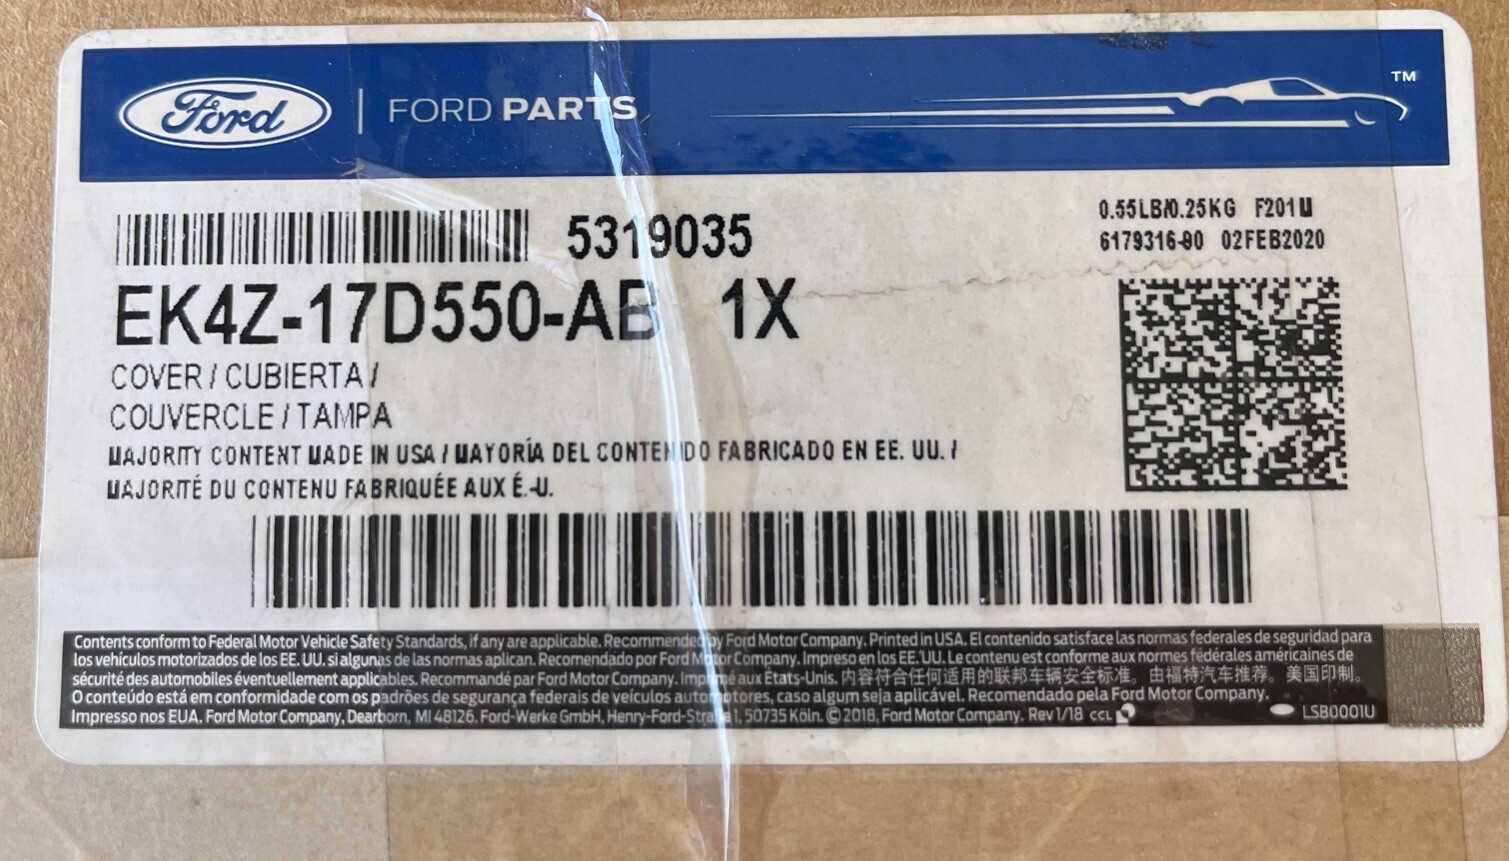 Ford | FORD PARTS TM
5319035
0.55LB/0.25KG F201U
6179316-90 02FEB2020
EK4Z-17D550-AB 1X
COVER / CUBIERTA /
COUVERCLE / TAMPA
MAJORITY CONTENT MADE IN USA / MAYORÍA DEL CONTENIDO FABRICADO EN EE. UU. /
MAJORITÉ DU CONTENU FABRIQUÉE AUX É.-U.
Contents conform to Federal Motor Vehicle Safety Standards, if any are applicable. Recommended by Ford Motor Company. Printed in USA. El contenido satisface las normas federales de seguridad para
los vehículos motorizados de los EE. UU. si algunas de las normas aplican. Recomendado por Ford Motor Company. Impreso en los EE. UU. Le contenu est conforme aux normes fédérales américaines de
sécurité des automobiles éventuellement applicables. Recommandé par Ford Motor Company. Imprimé aux États-Unis. 内容符合任何适用的联邦车辆安全标准。由福特汽车推荐。美国印制。
O conteúdo está em conformidade com os padrões de segurança federais de veículos automotores, caso algum seja aplicável. Recomendado pela Ford Motor Company.
Impresso nos EUA. Ford Motor Company, Dearborn, MI 48126. Ford-Werke GmbH, Henry-Ford-Straße 1, 50735 Köln. © 2018, Ford Motor Company. Rev 1/18 CCL LSB0001U